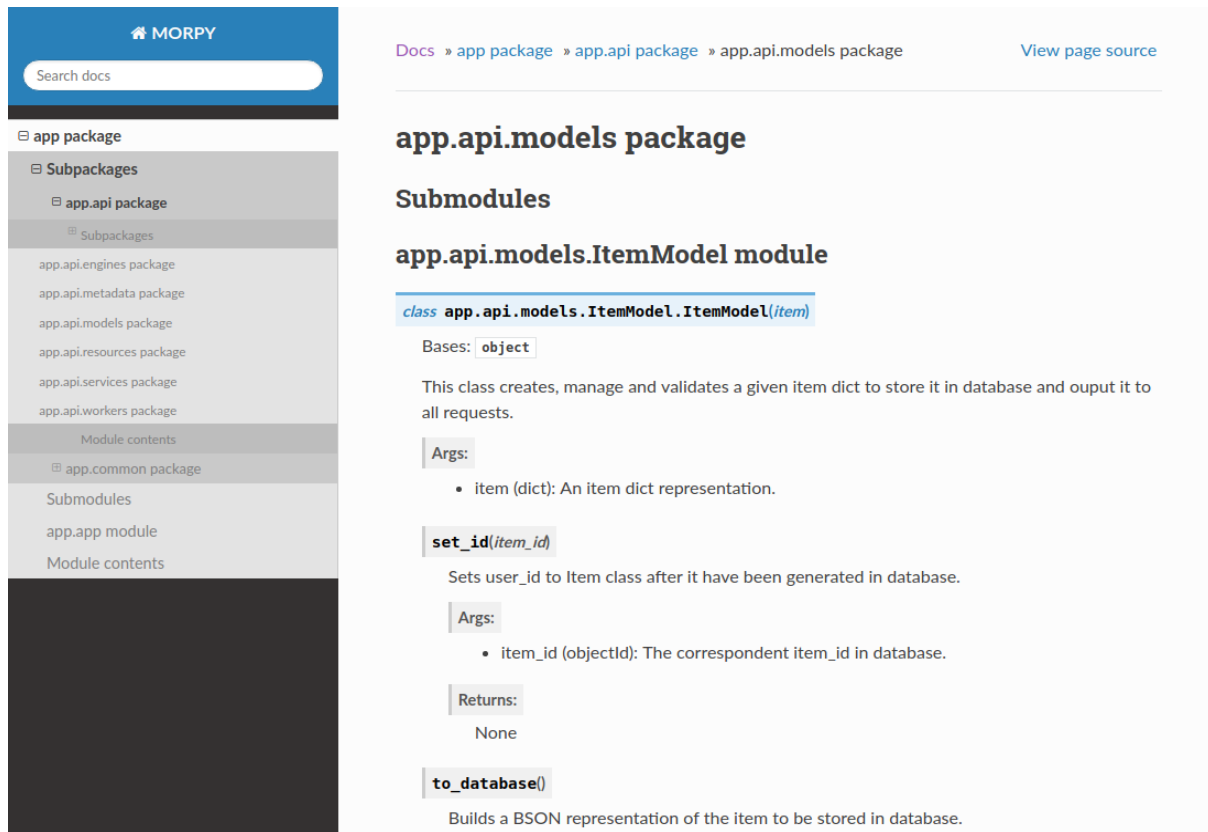 MORPY
Search docs
app package
Subpackages
app.api package
Subpackages
app.api.engines package
app.api.metadata package
app.api.models package
app.api.resources package
app.api.services package
app.api.workers package
Module contents
app.common package
Submodules
app.app module
Module contents
Docs » app package » app.api package » app.api.models package View page source
app.api.models package
Submodules
app.api.models.ItemModel module
class app.api.models.ItemModel.ItemModel(item)
Bases: object
This class creates, manage and validates a given item dict to store it in database and ouput it to
all requests.
Args:
• item (dict): An item dict representation.
set_id(item_id)
Sets user_id to Item class after it have been generated in database.
Args:
• item_id (objectId): The correspondent item_id in database.
Returns:
None
to_database()
Builds a BSON representation of the item to be stored in database.